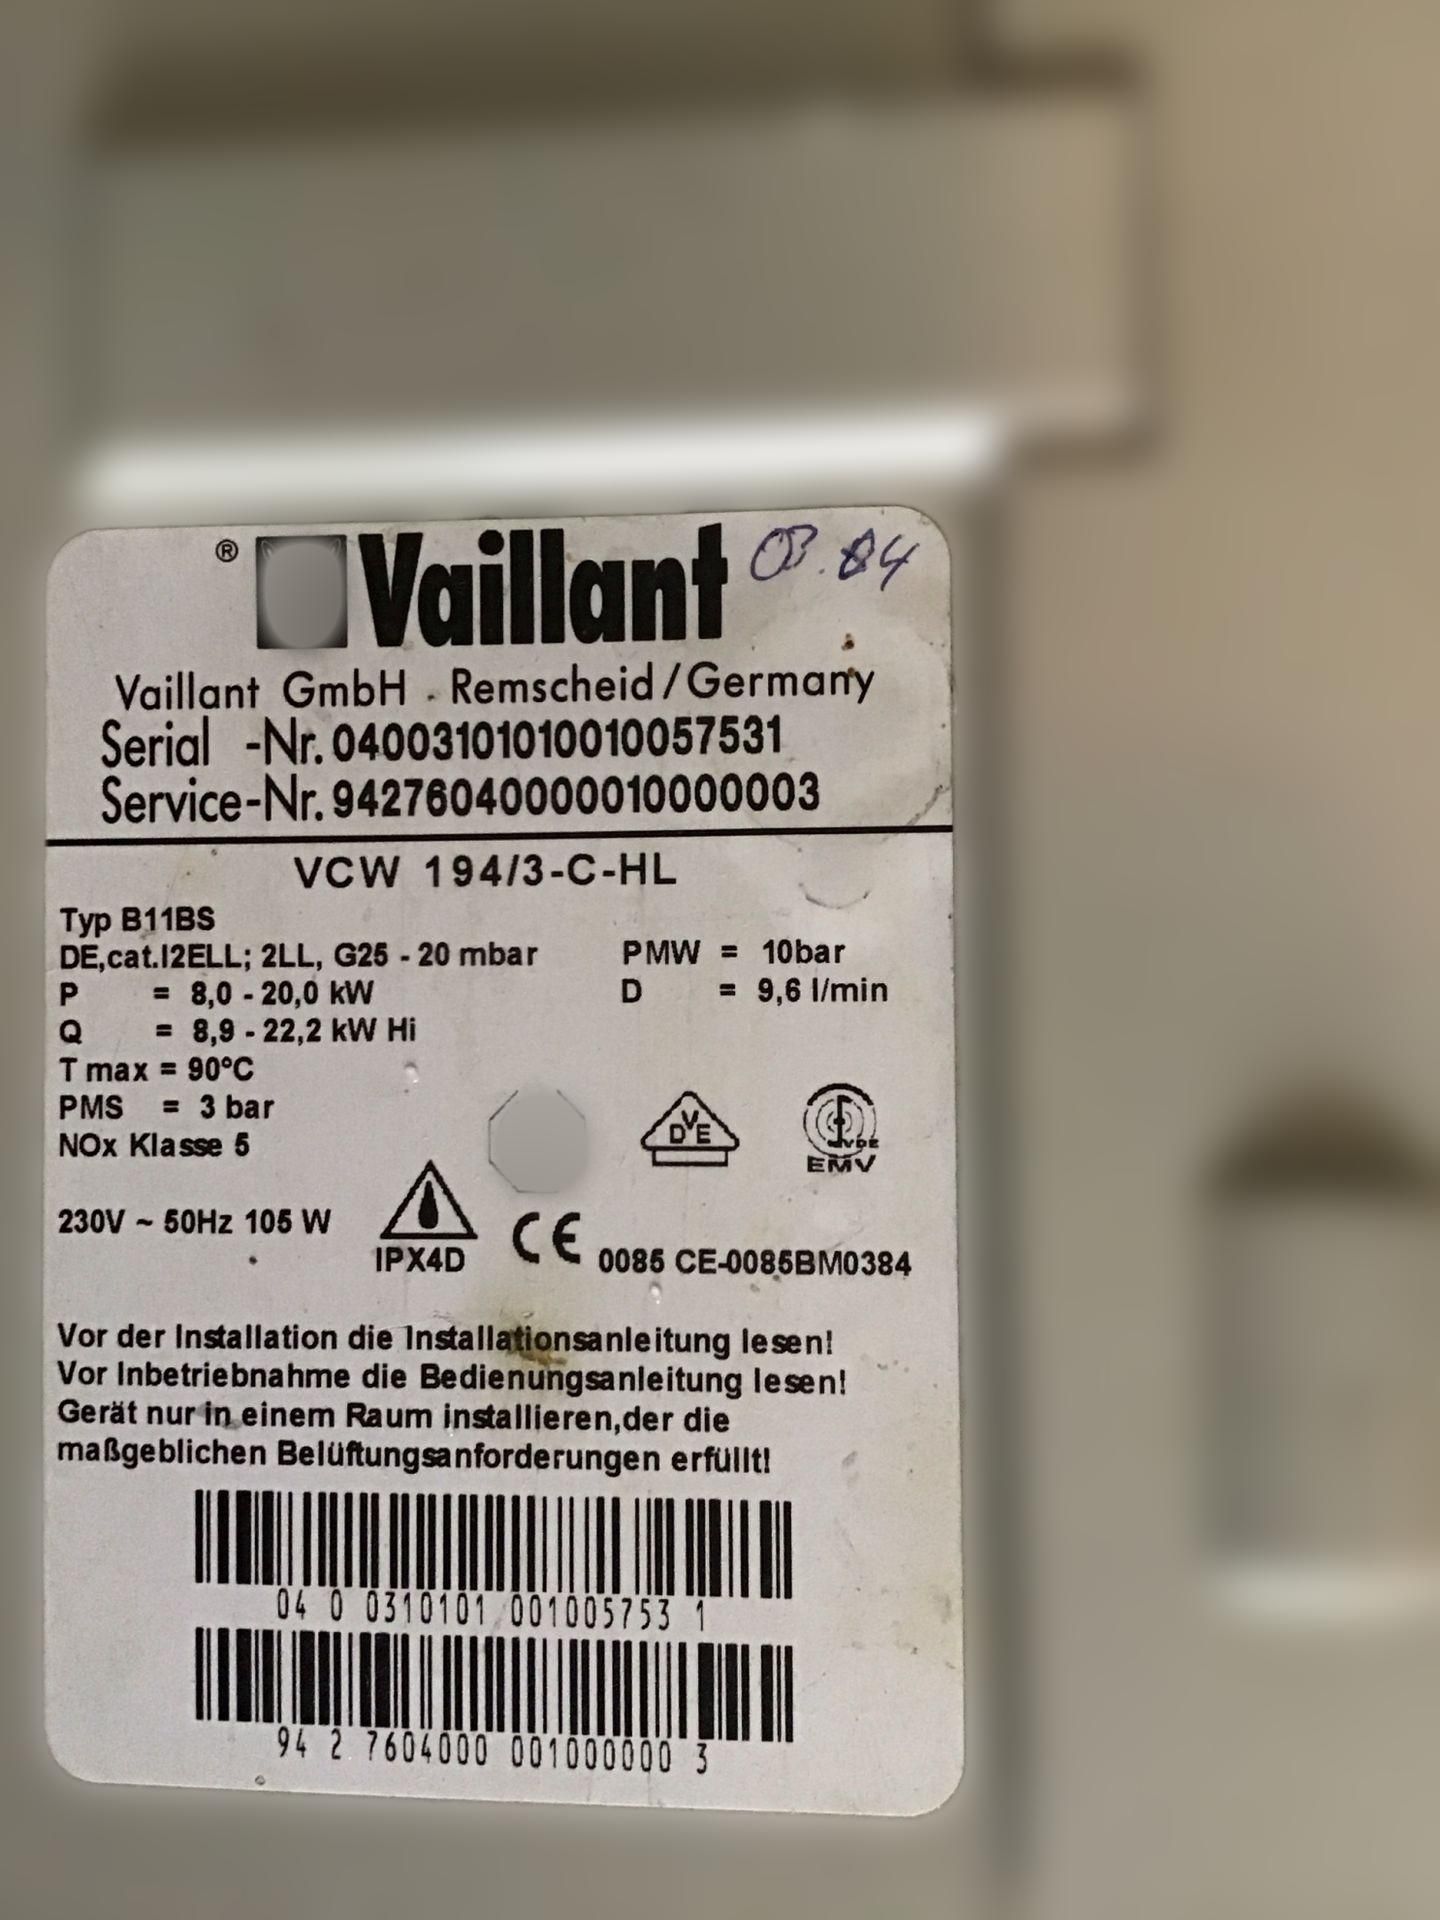 ® Vaillant 03.04
Vaillant GmbH . Remscheid/Germany
Serial -Nr. 04003101010010057531
Service-Nr. 94276040000010000003
VCW 194/3-C-HL
Typ B11BS
DE,cat.I2ELL; 2LL, G25 - 20 mbar PMW = 10bar
P = 8,0 - 20,0 kW D = 9,6 l/min
Q = 8,9 - 22,2 kW Hi
T max = 90°C
PMS = 3 bar
NOx Klasse 5
DVE
VDE
EMV
230V ~ 50Hz 105 W
IPX4D
CE 0085 CE-0085BM0384
Vor der Installation die Installationsanleitung lesen!
Vor Inbetriebnahme die Bedienungsanleitung lesen!
Gerät nur in einem Raum installieren,der die
maßgeblichen Belüftungsanforderungen erfüllt!
04 0 0310101 001005753 1
94 2 7604000 001000000 3